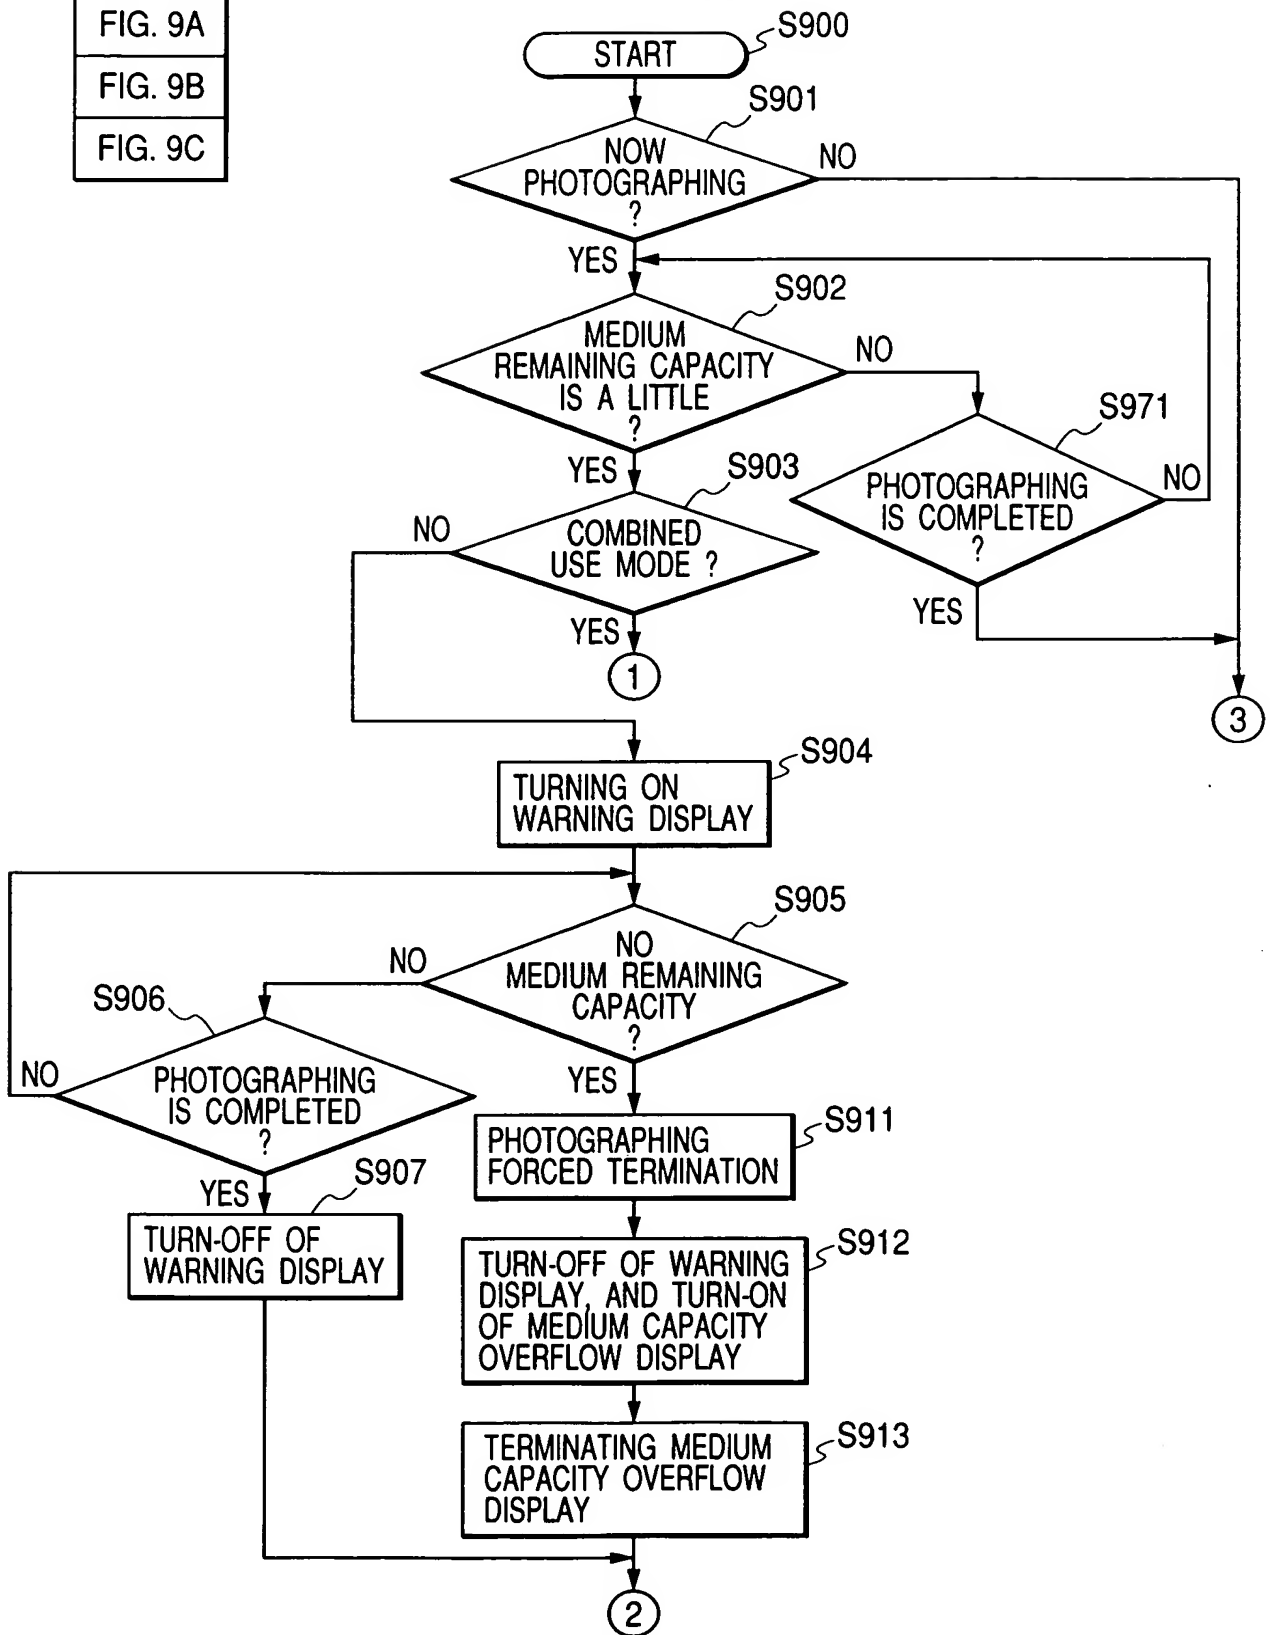 FIG. 9A
FIG. 9B
FIG. 9C
START
S900
S901
NOW
PHOTOGRAPHING
?
NO
YES
S902
MEDIUM
REMAINING CAPACITY
IS A LITTLE
?
NO
S971
PHOTOGRAPHING
IS COMPLETED
?
NO
YES
YES
S903
COMBINED
USE MODE ?
NO
YES
1
3
S904
TURNING ON
WARNING DISPLAY
S905
NO
MEDIUM REMAINING
CAPACITY
?
NO
S906
PHOTOGRAPHING
IS COMPLETED
?
NO
YES
S907
TURN-OFF OF
WARNING DISPLAY
YES
S911
PHOTOGRAPHING
FORCED TERMINATION
S912
TURN-OFF OF WARNING
DISPLAY, AND TURN-ON
OF MEDIUM CAPACITY
OVERFLOW DISPLAY
S913
TERMINATING MEDIUM
CAPACITY OVERFLOW
DISPLAY
2